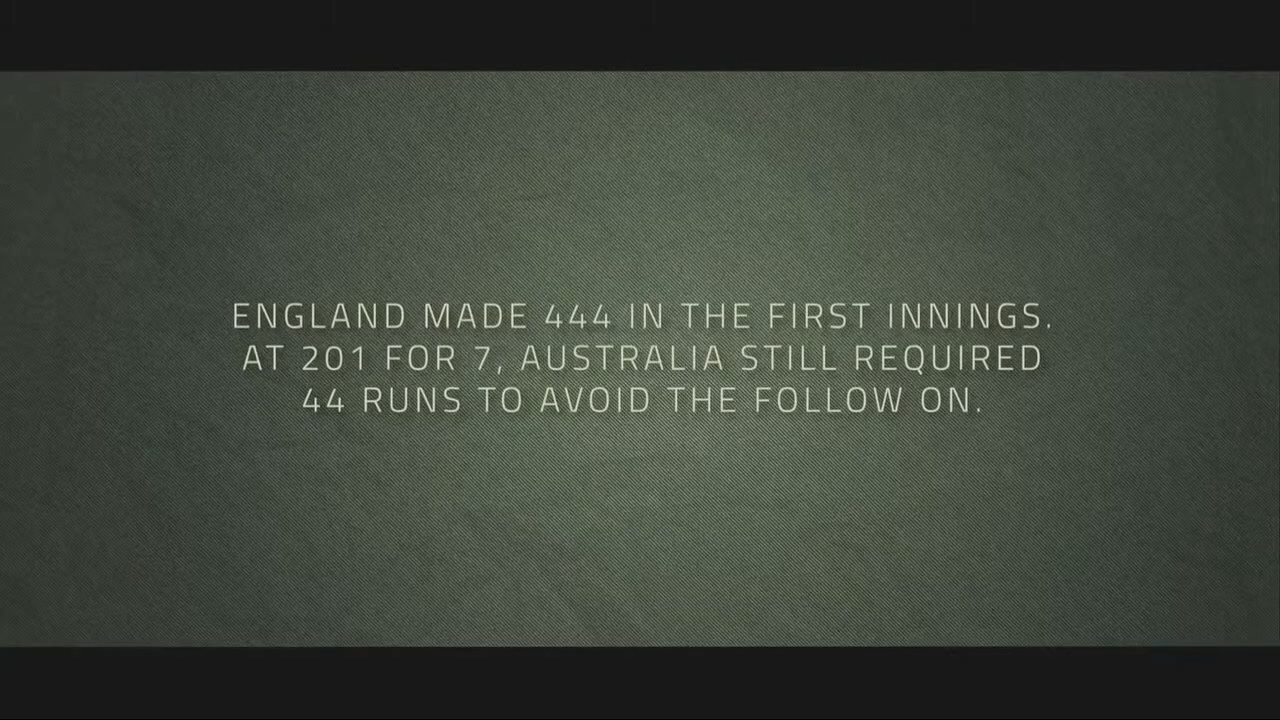 ENGLAND MADE 444 IN THE FIRST INNINGS.
AT 201 FOR 7, AUSTRALIA STILL REQUIRED
44 RUNS TO AVOID THE FOLLOW ON.